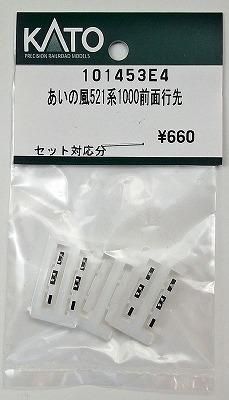 KATO
PRECISION RAILROAD MODELS
101453E4
あいの風521系1000前面行先
¥660
セット対応分